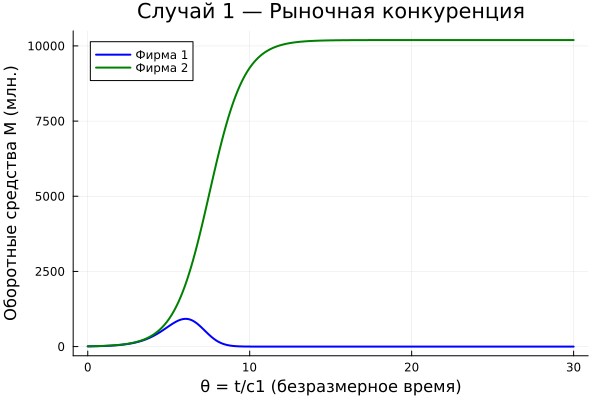 Случай 1 — Рыночная конкуренция
Оборотные средства M (млн.)
10000
7500
5000
2500
0
Фирма 1
Фирма 2
0
10
20
30
θ = t/c1 (безразмерное время)